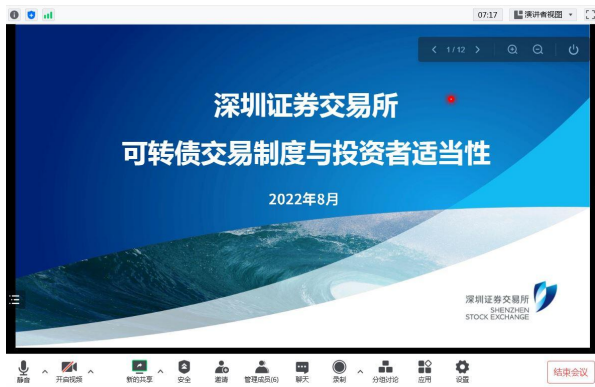 07:17
演讲者视图
1/12
深圳证券交易所
可转债交易制度与投资者适当性
2022年8月
深圳证券交易所
SHENZHEN
STOCK EXCHANGE
静音
开启视频
新的共享
安全
邀请
管理成员(6)
聊天
录制
分组讨论
应用
设置
结束会议